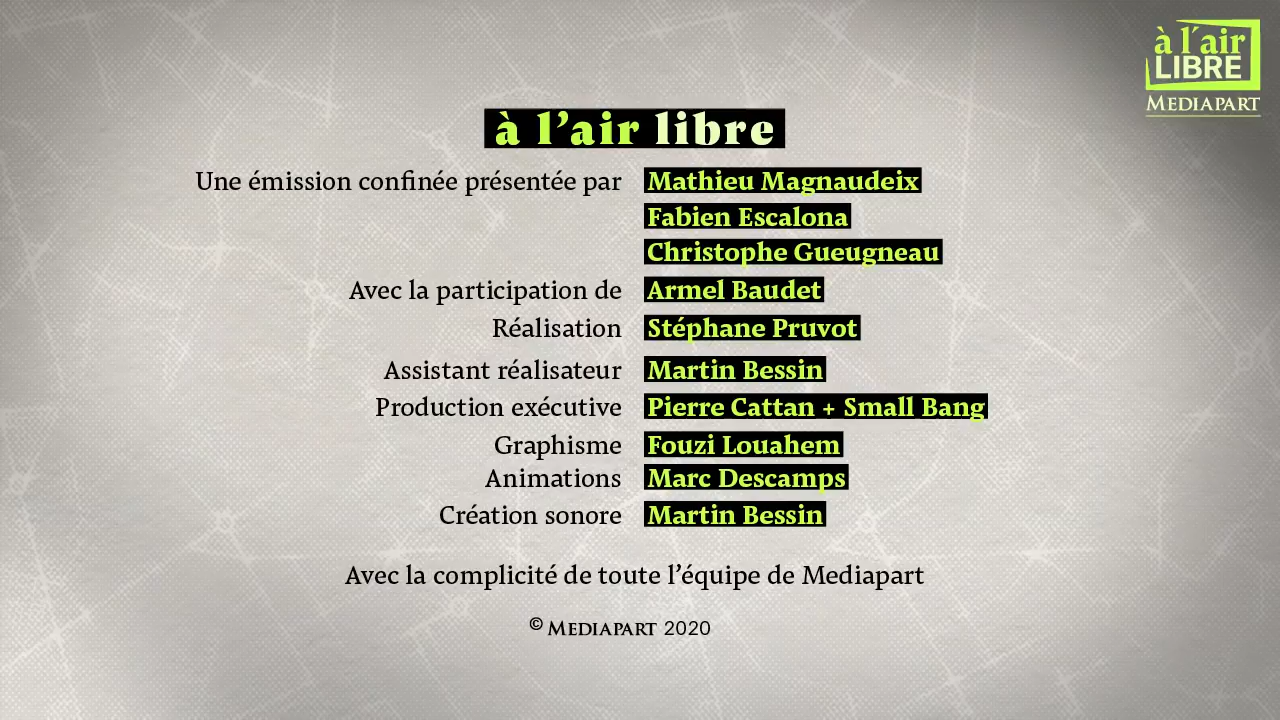 à l'air
LIBRE
MEDIAPART
à l’air libre
Une émission confinée présentée par Mathieu Magnaudeix
Fabien Escalona
Christophe Gueugneau
Avec la participation de Armel Baudet
Réalisation Stéphane Pruvot
Assistant réalisateur Martin Bessin
Production exécutive Pierre Cattan + Small Bang
Graphisme Fouzi Louahem
Animations Marc Descamps
Création sonore Martin Bessin
Avec la complicité de toute l’équipe de Mediapart
© MEDIAPART 2020